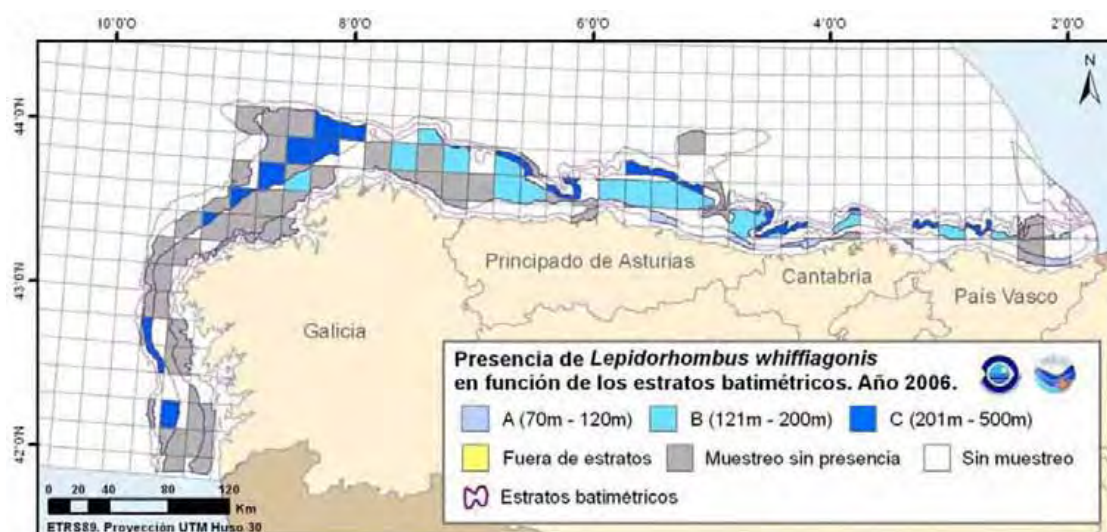 10°0'O 8°0'O 6°0'O 4°0'O 2°0'O
N
44°0'N
43°0'N
42°0'N
Principado de Asturias
Cantabria
País Vasco
Galicia
Presencia de Lepidorhombus whiffiagonis
en función de los estratos batimétricos. Año 2006.
A (70m - 120m) B (121m - 200m) C (201m - 500m)
Fuera de estratos Muestreo sin presencia Sin muestreo
Estratos batimétricos
0 20 40 80 120
Km
ETRS89. Proyección UTM Huso 30